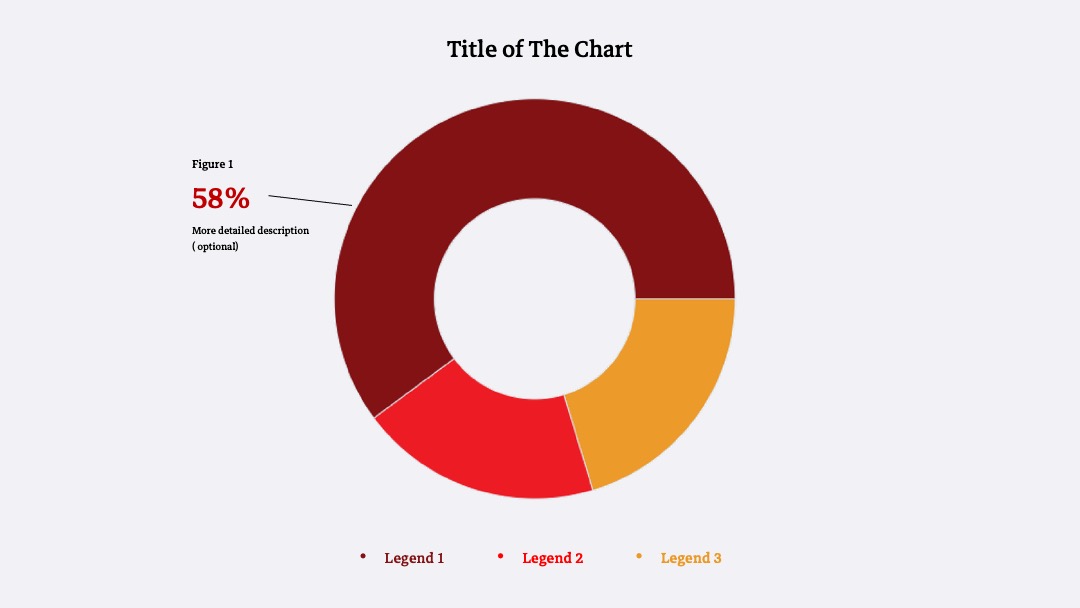 Title of The Chart
Figure 1
58%
More detailed description
( optional)
Legend 1
Legend 2
Legend 3